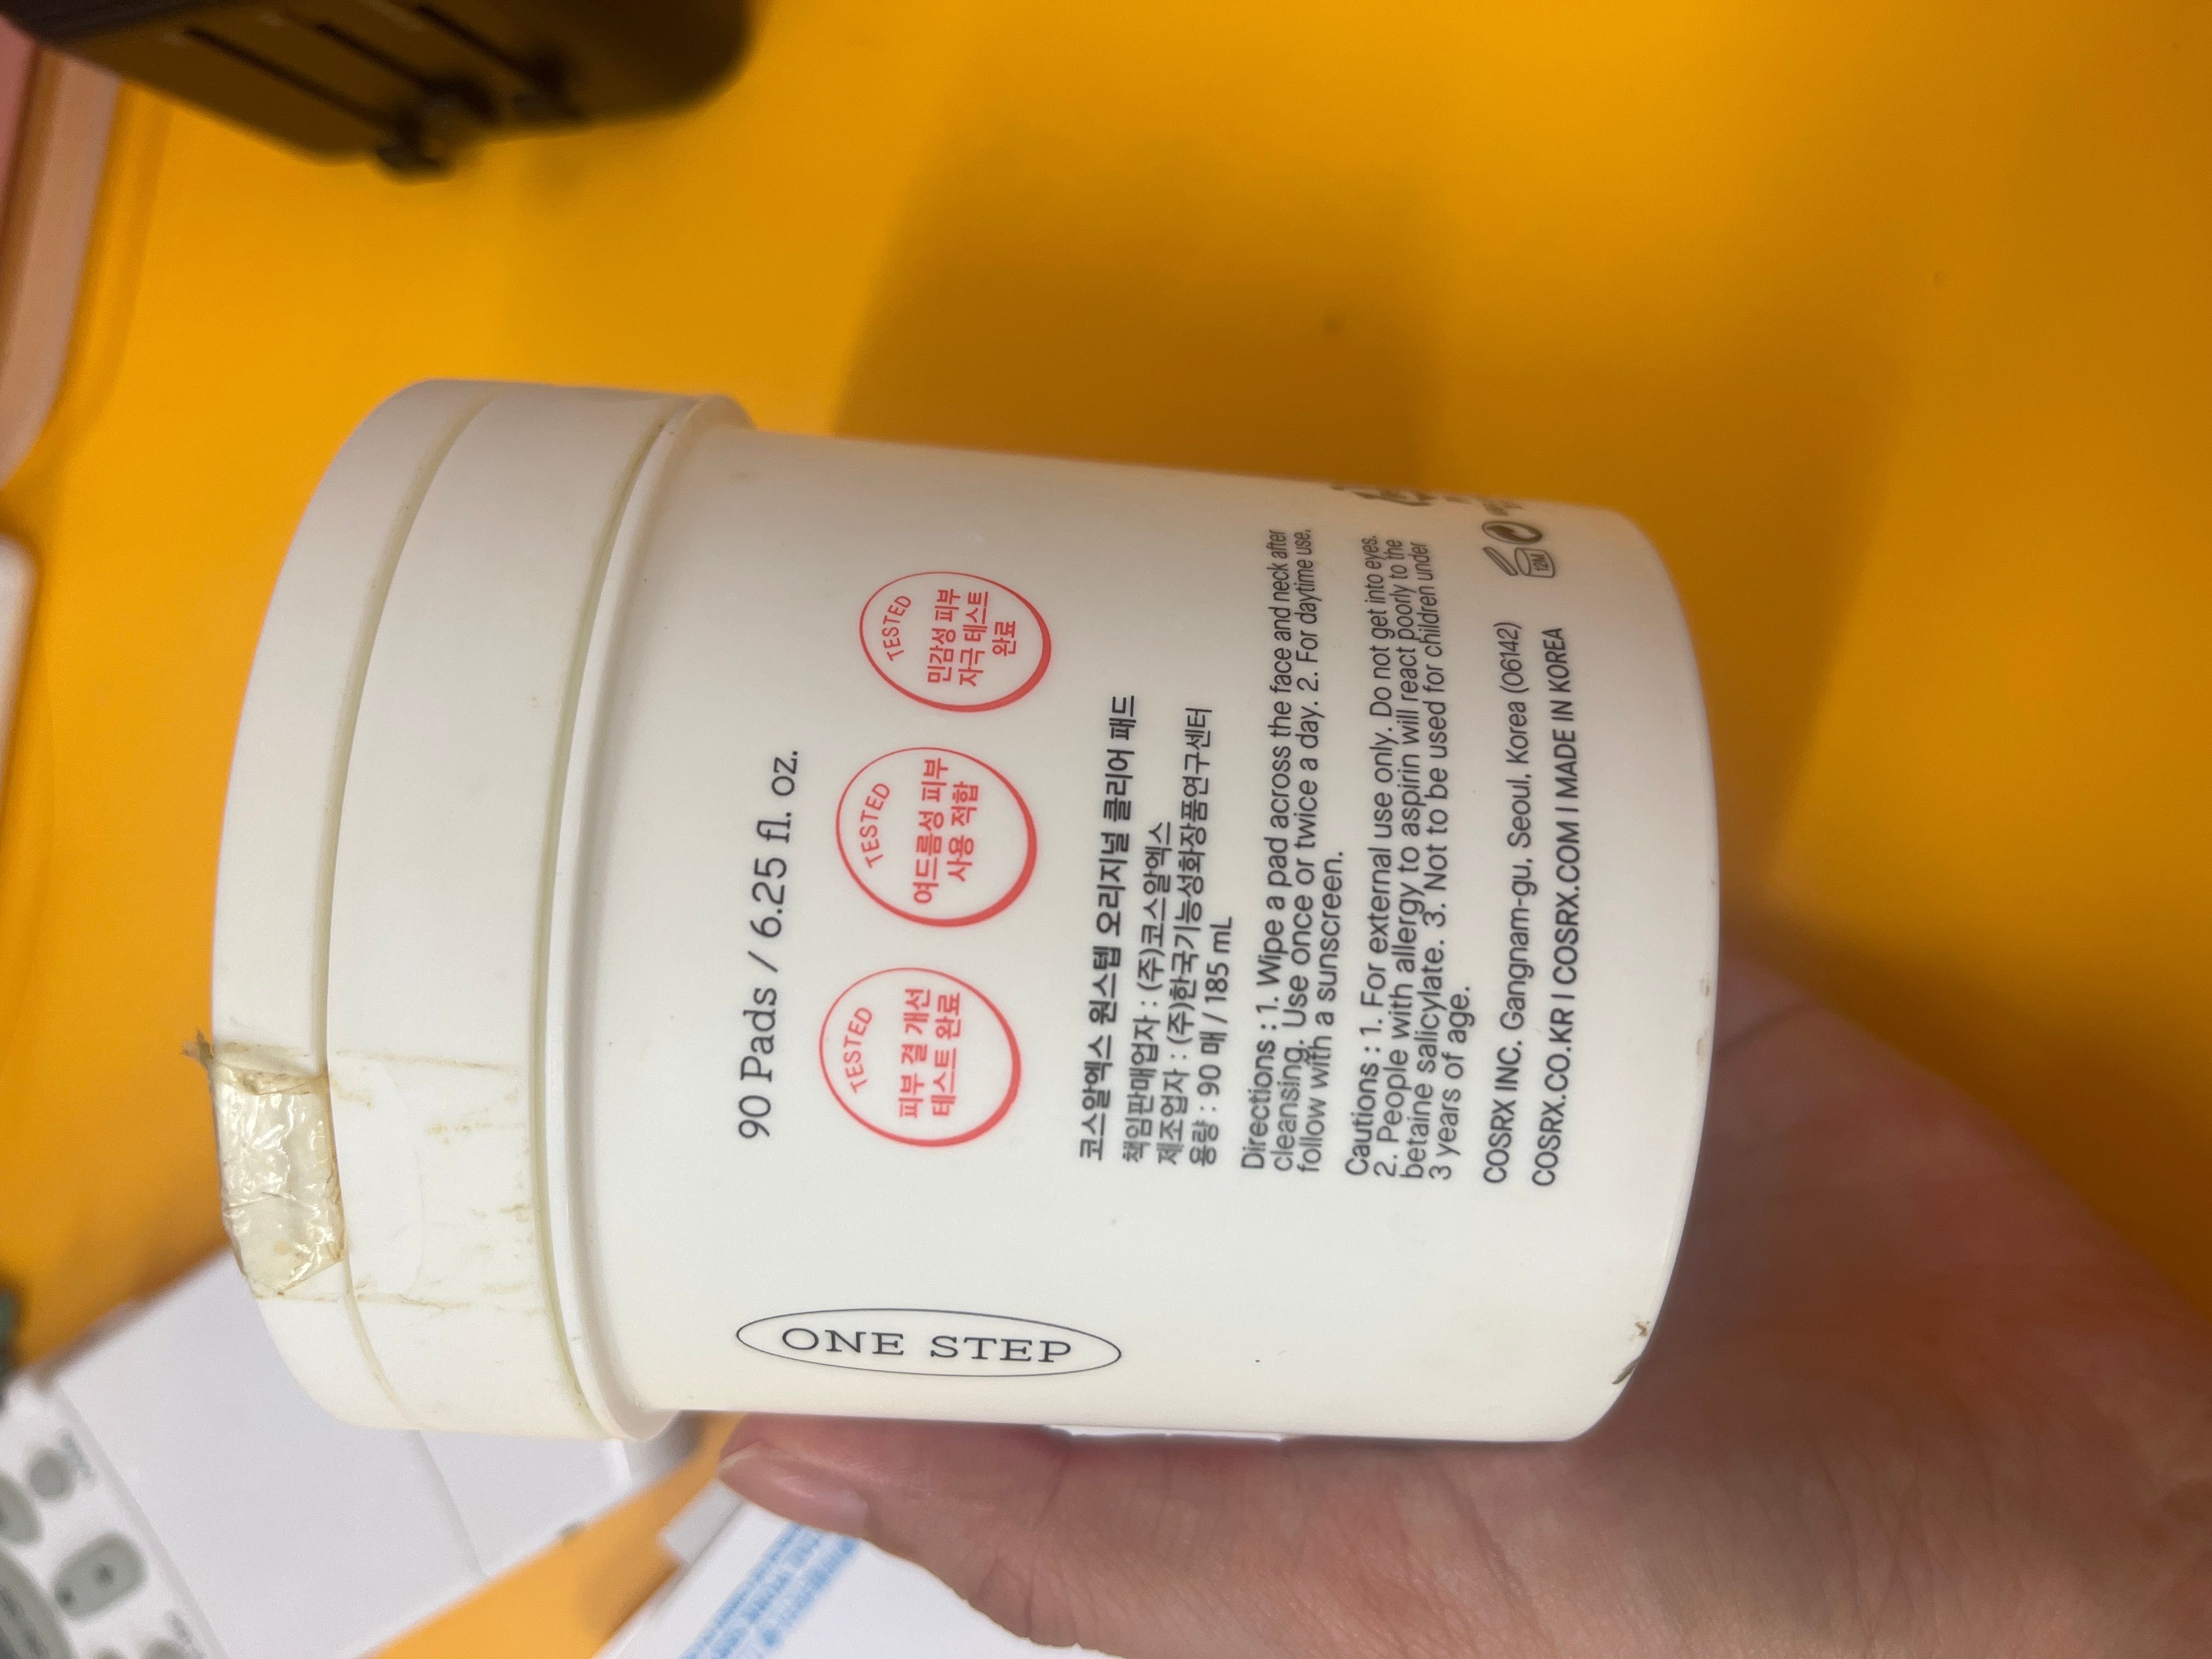 90 Pads / 6.25 fl. oz.
TESTED
피부 결 개선
테스트 완료
TESTED
여드름성 피부
사용 적합
TESTED
민감성 피부
자극 테스트
완료
코스알엑스 원스텝 오리지널 클리어 패드
책임판매업자 : (주)코스알엑스
제조업자 : (주)한국기능성화장품연구센터
용량 : 90 매 / 185 mL
Directions : 1. Wipe a pad across the face and neck after
cleansing. Use once or twice a day. 2. For daytime use,
follow with a sunscreen.
Cautions : 1. For external use only. Do not get into eyes.
2. People with allergy to aspirin will react poorly to the
betaine salicylate. 3. Not to be used for children under
3 years of age.
COSRX INC. Gangnam-gu, Seoul, Korea (06142)
COSRX.CO.KR I COSRX.COM I MADE IN KOREA
12M
ONE STEP